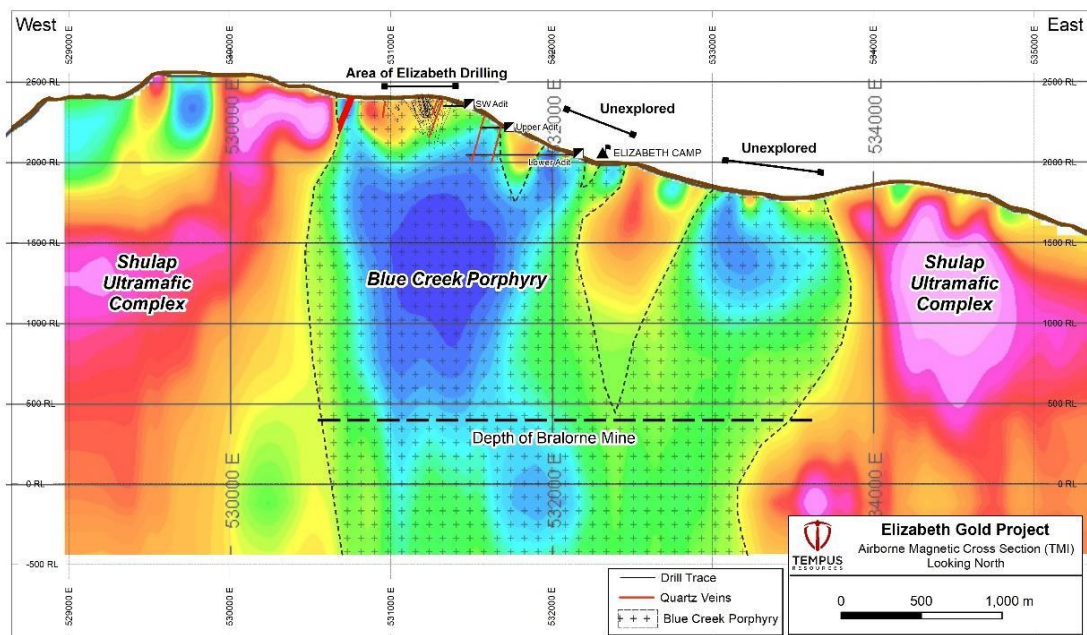 West
East
529000 E
530000 E
531000 E
532000 E
533000 E
534000 E
535000 E
Area of Elizabeth Drilling
2500 RL
2500 RL
SW Adit
Unexplored
530000 E
532000 E
534000 E
Upper Adit
Unexplored
2000 RL
Lower Adit
ELIZABETH CAMP
2000 RL
1500 RL
1500 RL
Shulap
Ultramafic
Complex
Blue Creek Porphyry
Shulap
Ultramafic
Complex
1000 RL
1000 RL
500 RL
500 RL
Depth of Bralorne Mine
530000 E
532000 E
534000 E
0 RL
0 RL
-500 RL
529000 E
530000 E
531000 E
532000 E
Drill Trace
Quartz Veins
Blue Creek Porphyry
TEMPUS
RESOURCES
Elizabeth Gold Project
Airborne Magnetic Cross Section (TMI)
Looking North
0 500 1,000 m